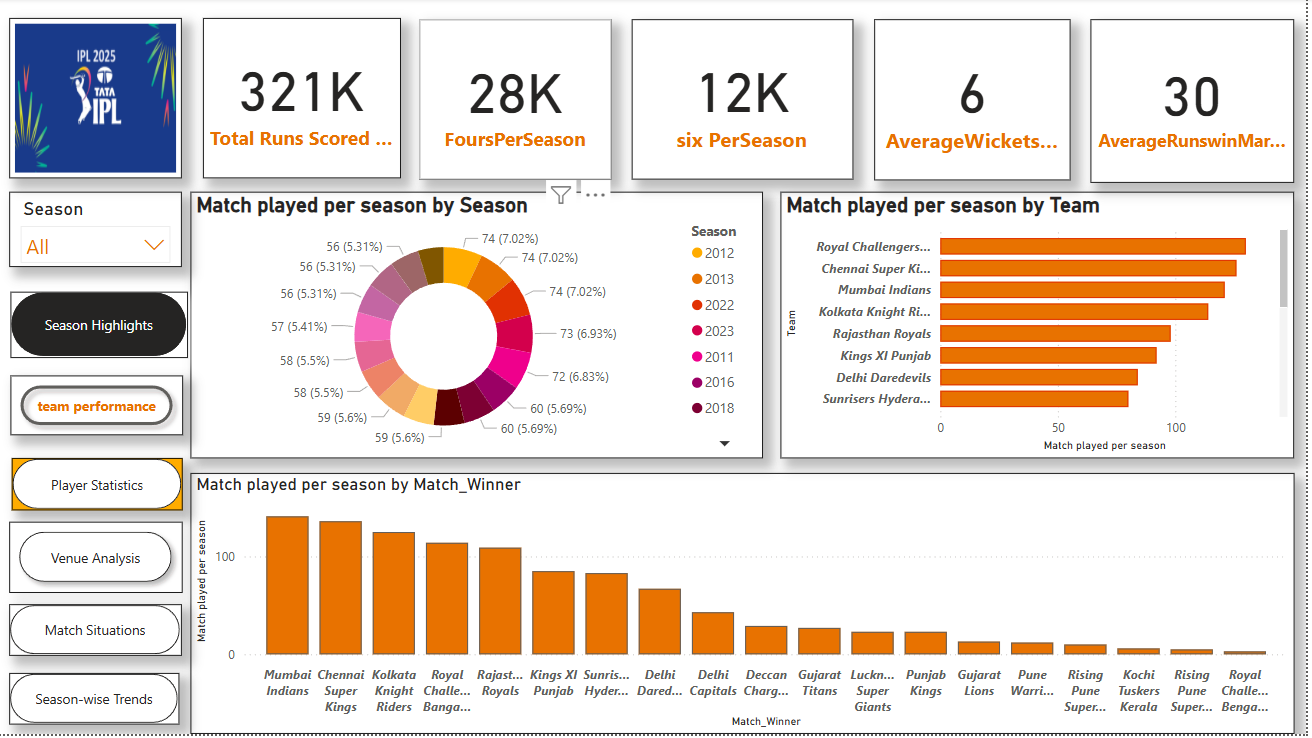 IPL 2025
TATA
IPL
321K
Total Runs Scored ...
28K
FoursPerSeason
12K
six PerSeason
6
AverageWickets...
30
AverageRunswinMar...
Season
All
Season Highlights
team performance
Player Statistics
Venue Analysis
Match Situations
Season-wise Trends
Match played per season by Season
74 (7.02%)
74 (7.02%)
74 (7.02%)
73 (6.93%)
72 (6.83%)
60 (5.69%)
60 (5.69%)
59 (5.6%)
59 (5.6%)
58 (5.5%)
58 (5.5%)
57 (5.41%)
56 (5.31%)
56 (5.31%)
56 (5.31%)
Season
2012
2013
2022
2023
2011
2016
2018
Match played per season by Team
Team
Royal Challengers...
Chennai Super Ki...
Mumbai Indians
Kolkata Knight Ri...
Rajasthan Royals
Kings XI Punjab
Delhi Daredevils
Sunrisers Hydera...
0 50 100
Match played per season
Match played per season by Match_Winner
Match played per season
100
0
Mumbai Indians
Chennai Super Kings
Kolkata Knight Riders
Royal Challe... Banga...
Rajast... Royals
Kings XI Punjab
Sunris... Hyder...
Delhi Dared...
Delhi Capitals
Deccan Charg...
Gujarat Titans
Luckn... Super Giants
Punjab Kings
Gujarat Lions
Pune Warri...
Rising Pune Super...
Kochi Tuskers Kerala
Rising Pune Super...
Royal Challe... Benga...
Match_Winner